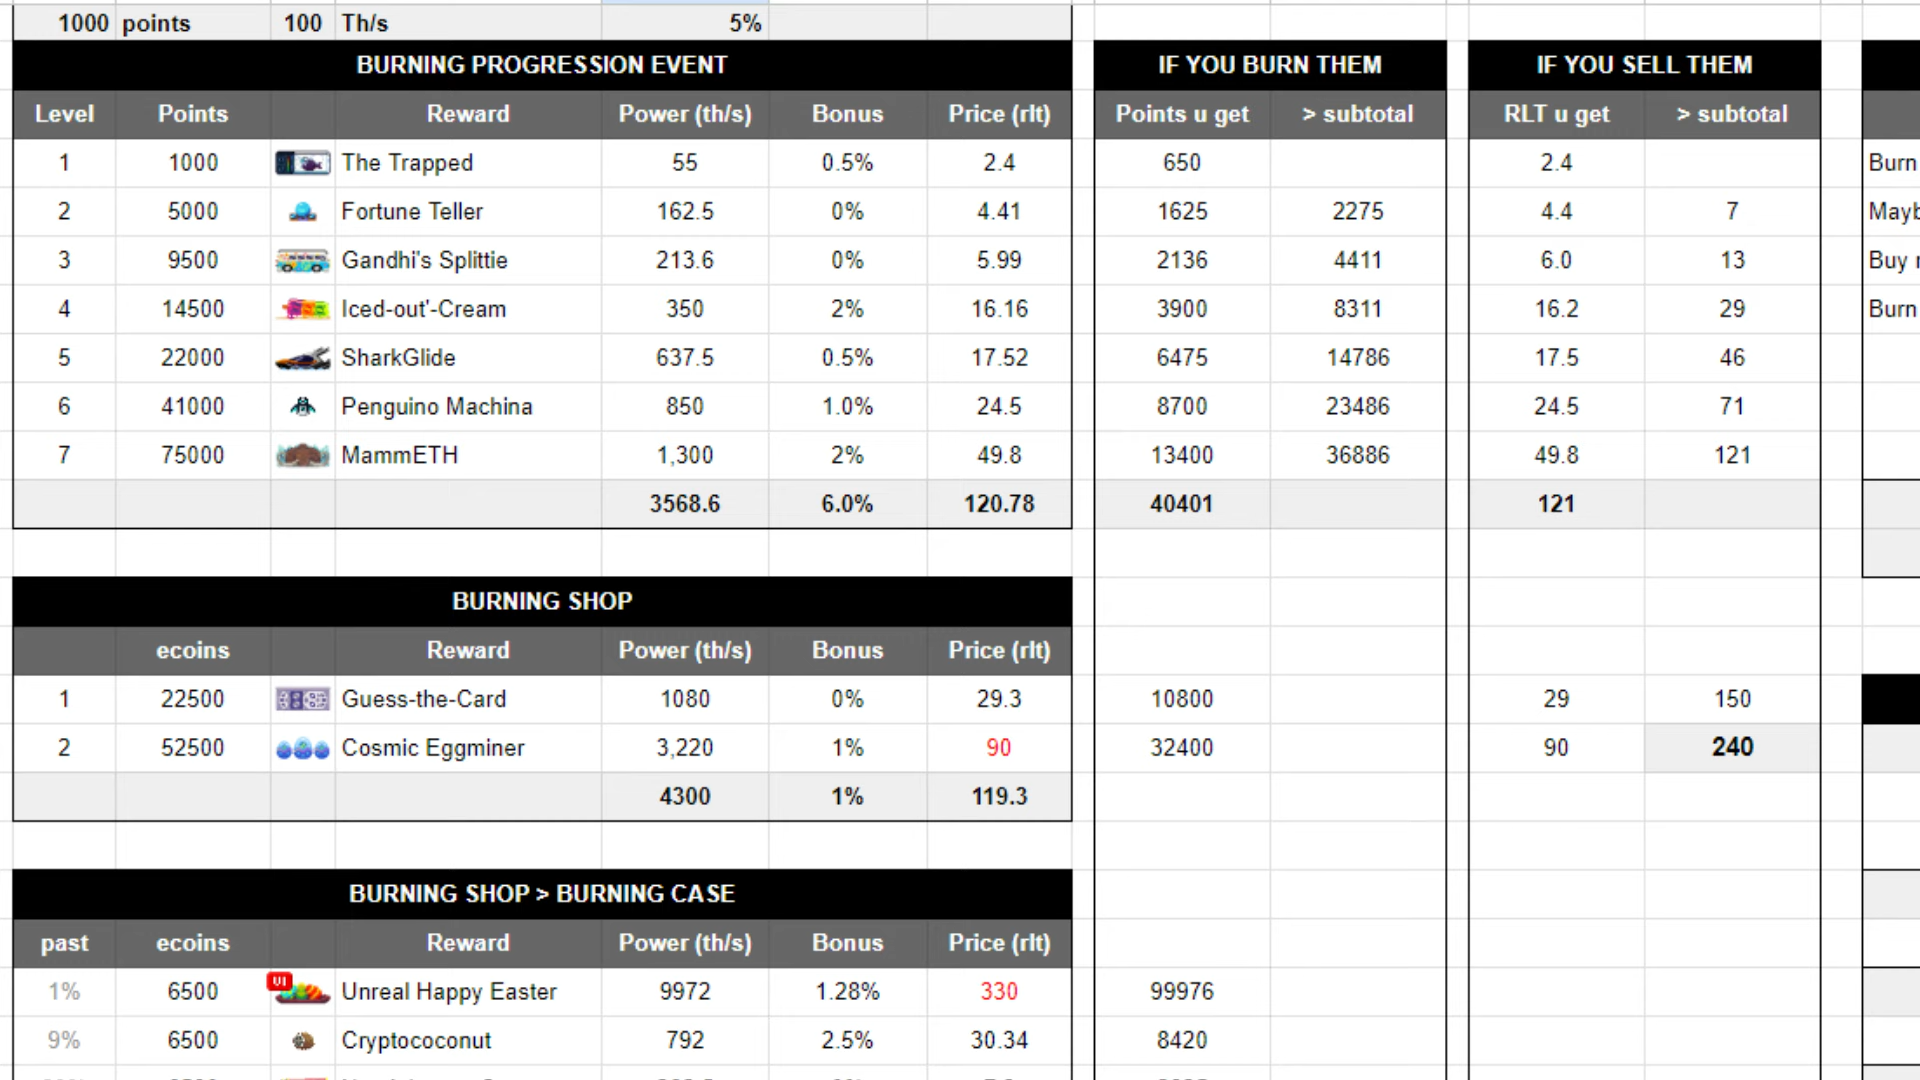 1000 points 100 Th/s 5%
BURNING PROGRESSION EVENT IF YOU BURN THEM IF YOU SELL THEM
Level Points Reward Power (th/s) Bonus Price (rlt) Points u get > subtotal RLT u get > subtotal
1 1000 The Trapped 55 0.5% 2.4 650 2.4 Burn
2 5000 Fortune Teller 162.5 0% 4.41 1625 2275 4.4 7
3 9500 Gandhi's Splittie 213.6 0% 5.99 2136 4411 6.0 13 Buy
4 14500 Iced-out'-Cream 350 2% 16.16 3900 8311 16.2 29 Burn
5 22000 SharkGlide 637.5 0.5% 17.52 6475 14786 17.5 46
6 41000 Penguino Machina 850 1.0% 24.5 8700 23486 24.5 71
7 75000 MammETH 1,300 2% 49.8 13400 36886 49.8 121
3568.6 6.0% 120.78 40401 121
BURNING SHOP
ecoins Reward Power (th/s) Bonus Price (rlt)
1 22500 Guess-the-Card 1080 0% 29.3 10800 29 150
2 52500 Cosmic Eggminer 3,220 1% 90 32400 90 240
4300 1% 119.3
BURNING SHOP > BURNING CASE
past ecoins Reward Power (th/s) Bonus Price (rlt)
1% 6500 Unreal Happy Easter 9972 1.28% 330 99976
9% 6500 Cryptococonut 792 2.5% 30.34 8420